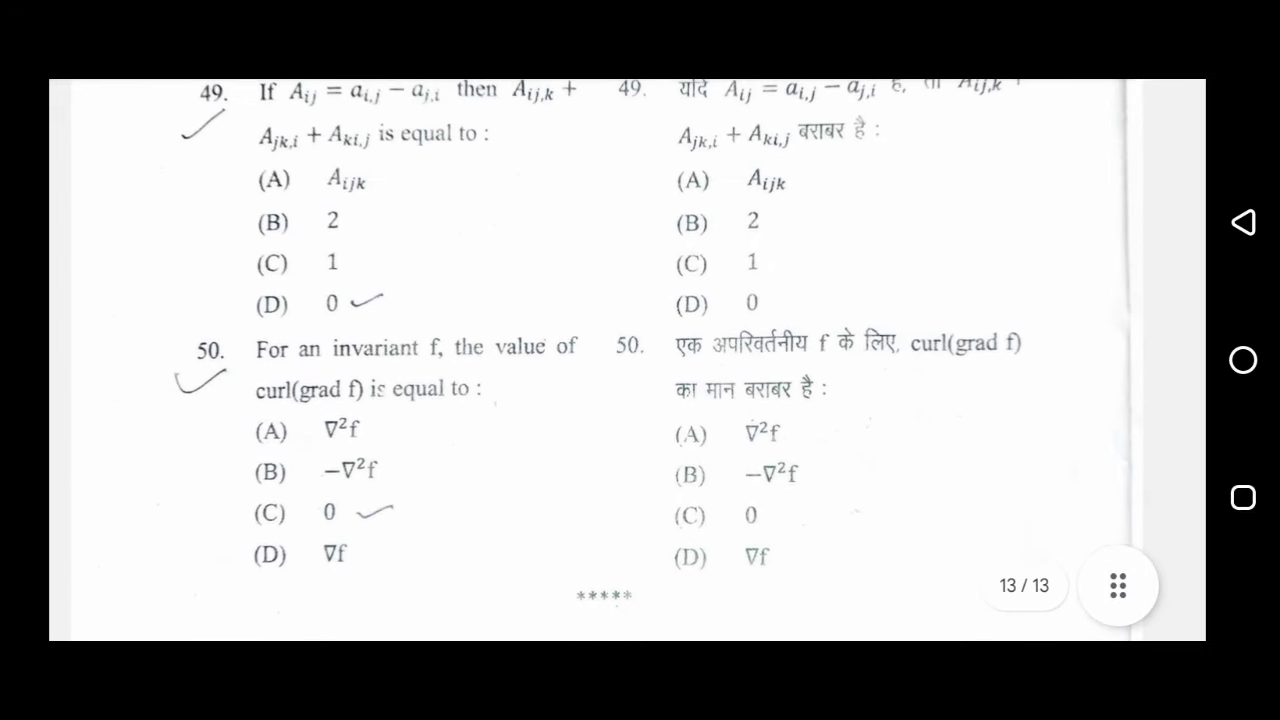 49. If Aᵢⱼ = aᵢ,ⱼ − aⱼ,ᵢ then Aᵢⱼ,ₖ +
Aⱼₖ,ᵢ + Aₖᵢ,ⱼ is equal to :
(A) Aᵢⱼₖ
(B) 2
(C) 1
(D) 0
50. For an invariant f, the value of
curl(grad f) is equal to :
(A) ∇²f
(B) −∇²f
(C) 0
(D) ∇f
49. यदि Aᵢⱼ = aᵢ,ⱼ − aⱼ,ᵢ है, तो Aᵢⱼ,ₖ +
Aⱼₖ,ᵢ + Aₖᵢ,ⱼ बराबर है :
(A) Aᵢⱼₖ
(B) 2
(C) 1
(D) 0
50. एक अपरिवर्तनीय f के लिए, curl(grad f)
का मान बराबर है :
(A) ∇²f
(B) −∇²f
(C) 0
(D) ∇f
*****
13 / 13